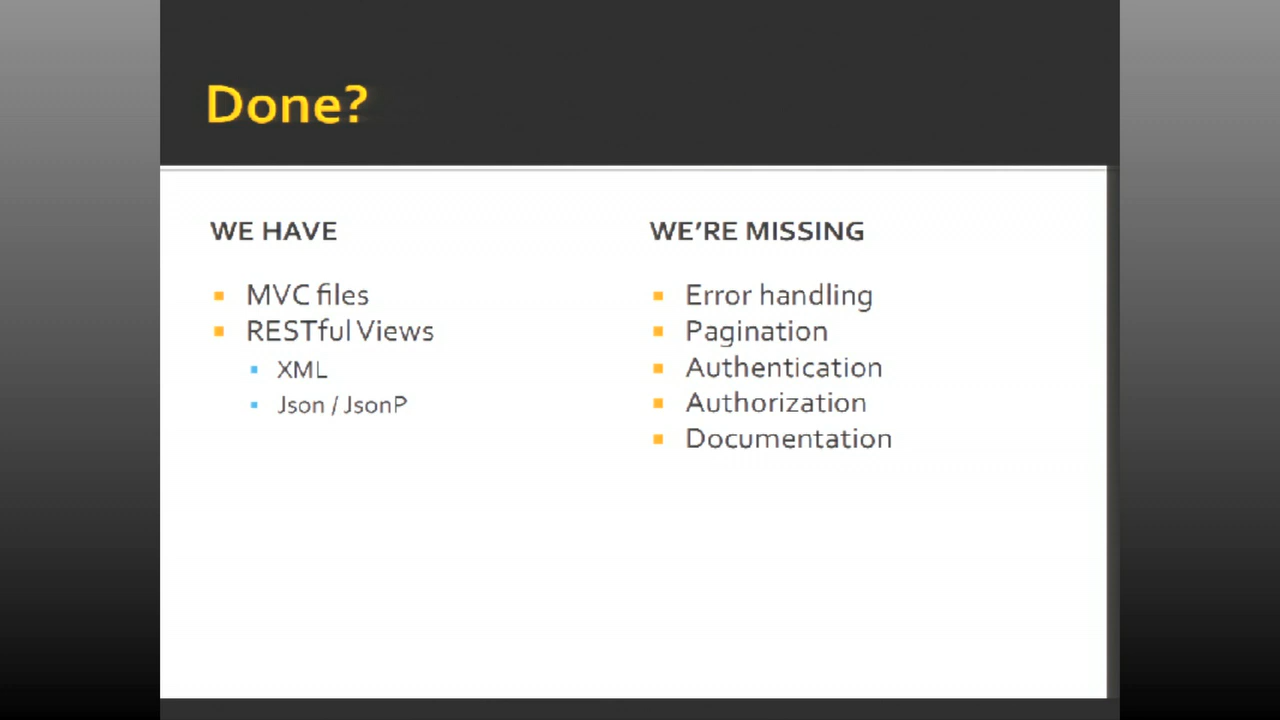 Done?
WE HAVE
MVC files
RESTful Views
XML
Json / JsonP
WE'RE MISSING
Error handling
Pagination
Authentication
Authorization
Documentation